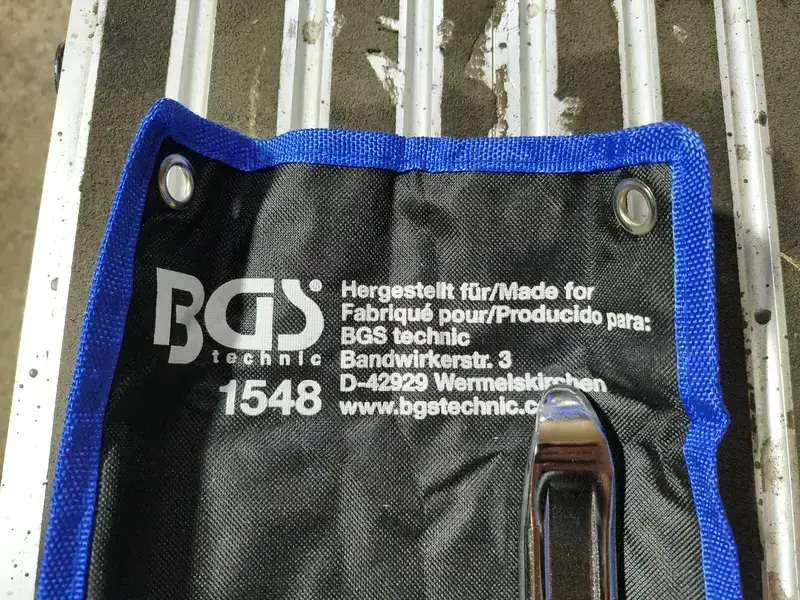 BGS
technic
1548
Hergestellt für/Made for
Fabriqué pour/Producido para:
BGS technic
Bandwirkerstr. 3
D-42929 Wermelskirchen
www.bgstechnic.c